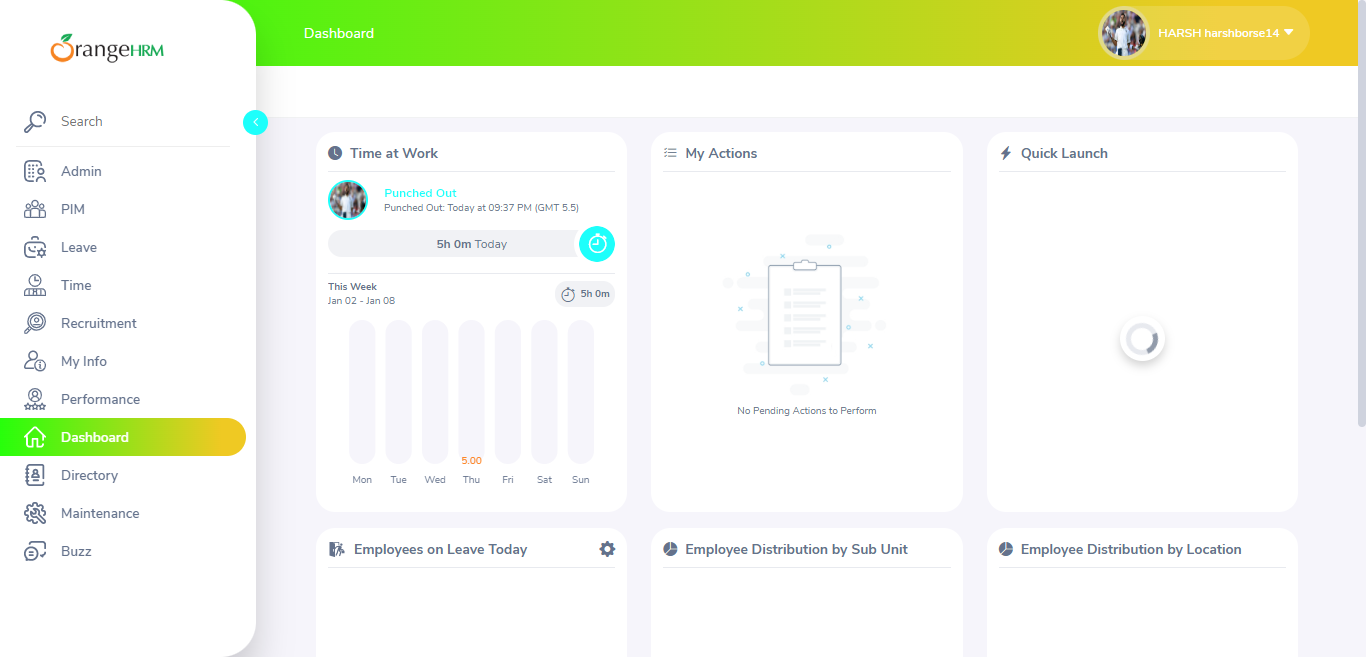 OrangeHRM
Search
Admin
PIM
Leave
Time
Recruitment
My Info
Performance
Dashboard
Directory
Maintenance
Buzz
Dashboard
HARSH harshborse14
Time at Work
Punched Out
Punched Out: Today at 09:37 PM (GMT 5.5)
5h 0m Today
This Week
Jan 02 - Jan 08
5h 0m
5.00
Mon Tue Wed Thu Fri Sat Sun
My Actions
No Pending Actions to Perform
Quick Launch
Employees on Leave Today
Employee Distribution by Sub Unit
Employee Distribution by Location